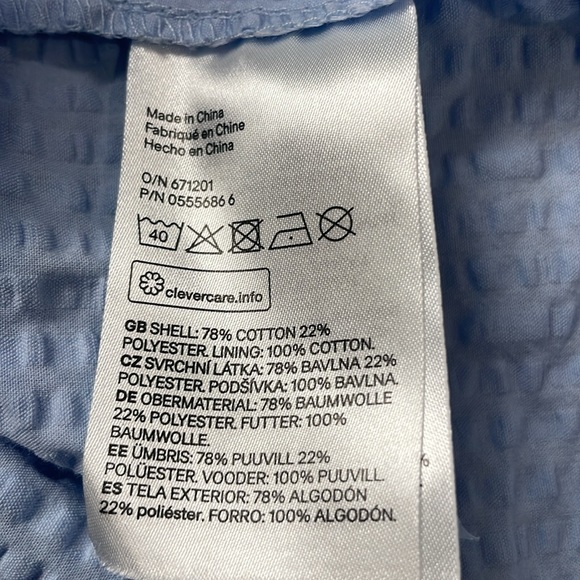 Made in China
Fabriqué en Chine
Hecho en China
O/N 671201
P/N 0555686 6
40
clevercare.info
GB SHELL: 78% COTTON 22%
POLYESTER. LINING: 100% COTTON.
CZ SVRCHNÍ LÁTKA: 78% BAVLNA 22%
POLYESTER. PODŠÍVKA: 100% BAVLNA.
DE OBERMATERIAL: 78% BAUMWOLLE
22% POLYESTER. FUTTER: 100%
BAUMWOLLE.
EE ÜMBRIS: 78% PUUVILL 22%
POLÜESTER. VOODER: 100% PUUVILL.
ES TELA EXTERIOR: 78% ALGODÓN
22% poliéster. FORRO: 100% ALGODÓN.